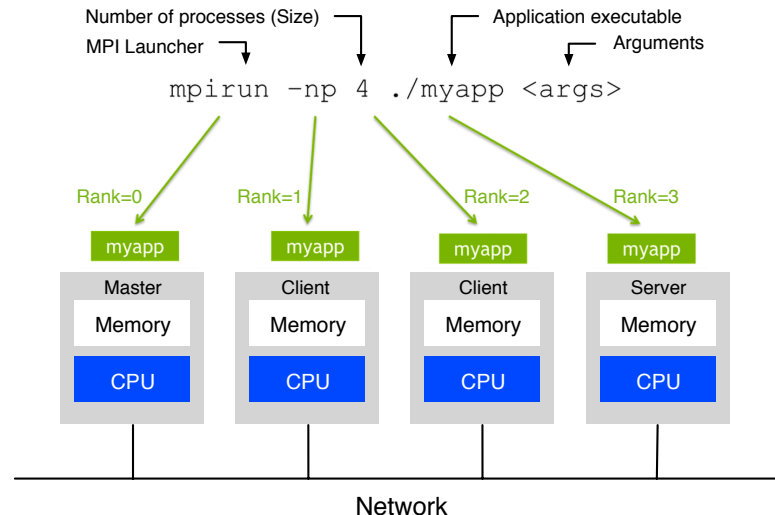 Number of processes (Size)
Application executable
MPI Launcher
Arguments
mpirun –np 4 ./myapp <args>
Rank=0
Rank=1
Rank=2
Rank=3
myapp
myapp
myapp
myapp
Master
Client
Client
Server
Memory
Memory
Memory
Memory
CPU
CPU
CPU
CPU
Network